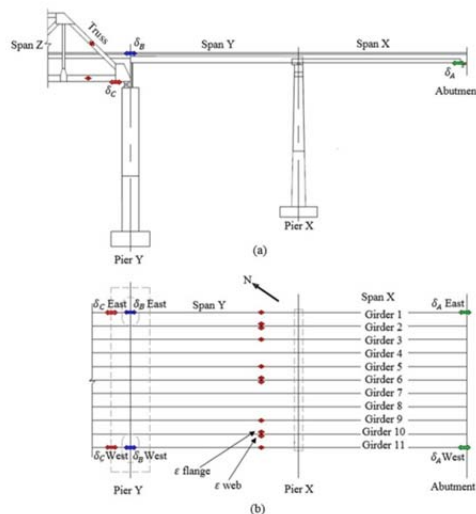 Span Z
Truss
δB
Span Y
Span X
δC
δA
Abutment
Pier X
Pier Y
(a)
N
δC East
δB East
Span Y
Span X
δA East
Girder 1
Girder 2
Girder 3
Girder 4
Girder 5
Girder 6
Girder 7
Girder 8
Girder 9
Girder 10
Girder 11
δC West
δB West
ε flange
ε web
δA West
Pier Y
Pier X
Abutment
(b)